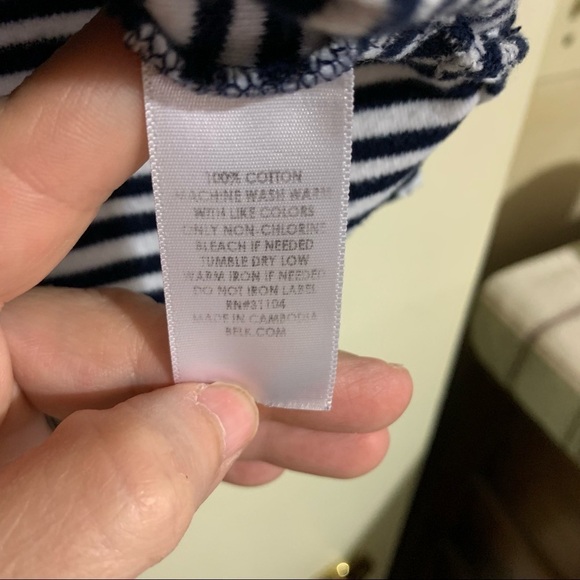 100% COTTON
MACHINE WASH WARM
WITH LIKE COLORS
ONLY NON-CHLORINE
BLEACH IF NEEDED
TUMBLE DRY LOW
WARM IRON IF NEEDED
DO NOT IRON LABEL
RN#31104
MADE IN CAMBODIA
BELK.COM